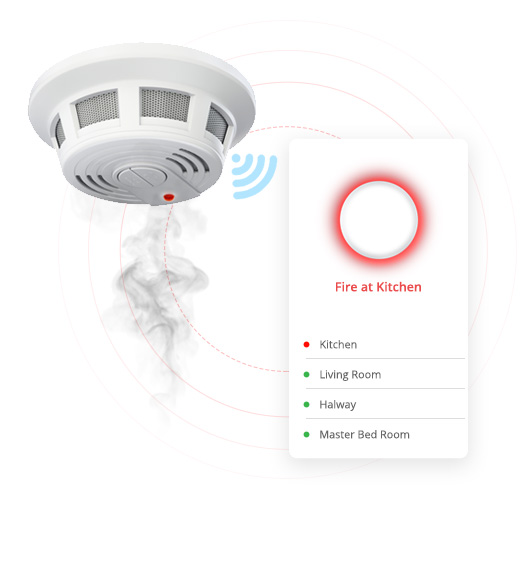 Fire at Kitchen
Kitchen
Living Room
Halway
Master Bed Room